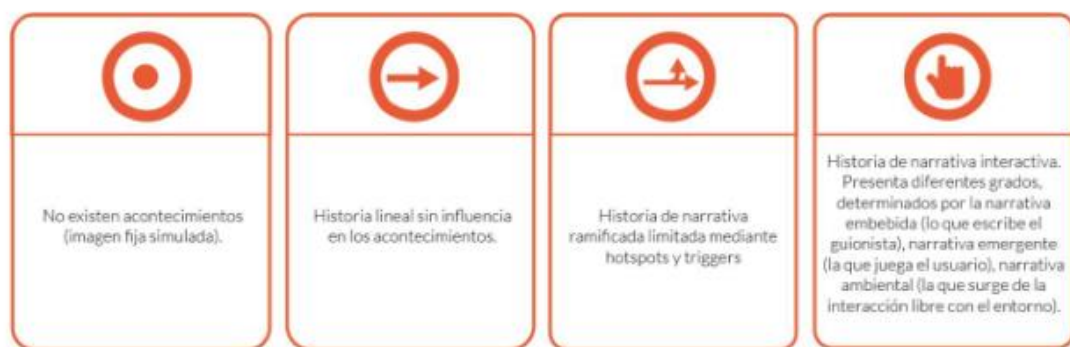 No existen acontecimientos
(imagen fija simulada).
Historia lineal sin influencia
en los acontecimientos.
Historia de narrativa
ramificada limitada mediante
hotspots y triggers
Historia de narrativa interactiva.
Presenta diferentes grados,
determinados por la narrativa
embebida (lo que escribe el
guionista), narrativa emergente
(la que juega el usuario), narrativa
ambiental (la que surge de la
interacción libre con el entorno).